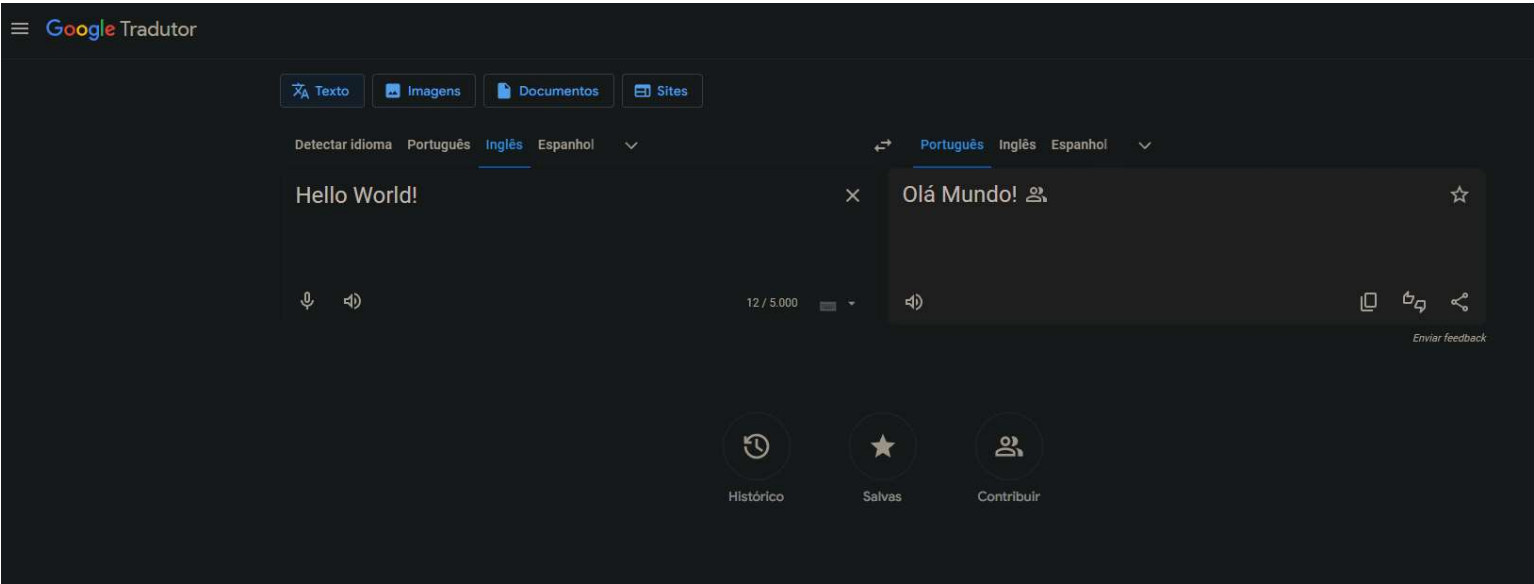 Google Tradutor
Texto Imagens Documentos Sites
Detectar idioma Português Inglês Espanhol Português Inglês Espanhol
Hello World! Olá Mundo!
12 / 5.000
Enviar feedback
Histórico Salvas Contribuir